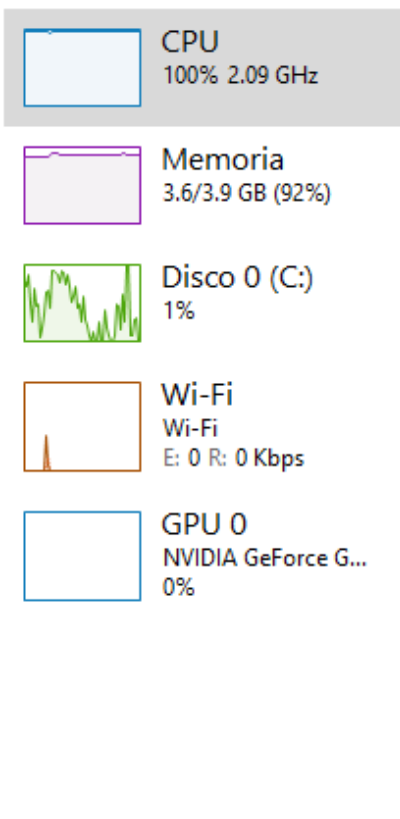 CPU
100% 2.09 GHz
Memoria
3.6/3.9 GB (92%)
Disco 0 (C:)
1%
Wi-Fi
Wi-Fi
E: 0 R: 0 Kbps
GPU 0
NVIDIA GeForce G...
0%